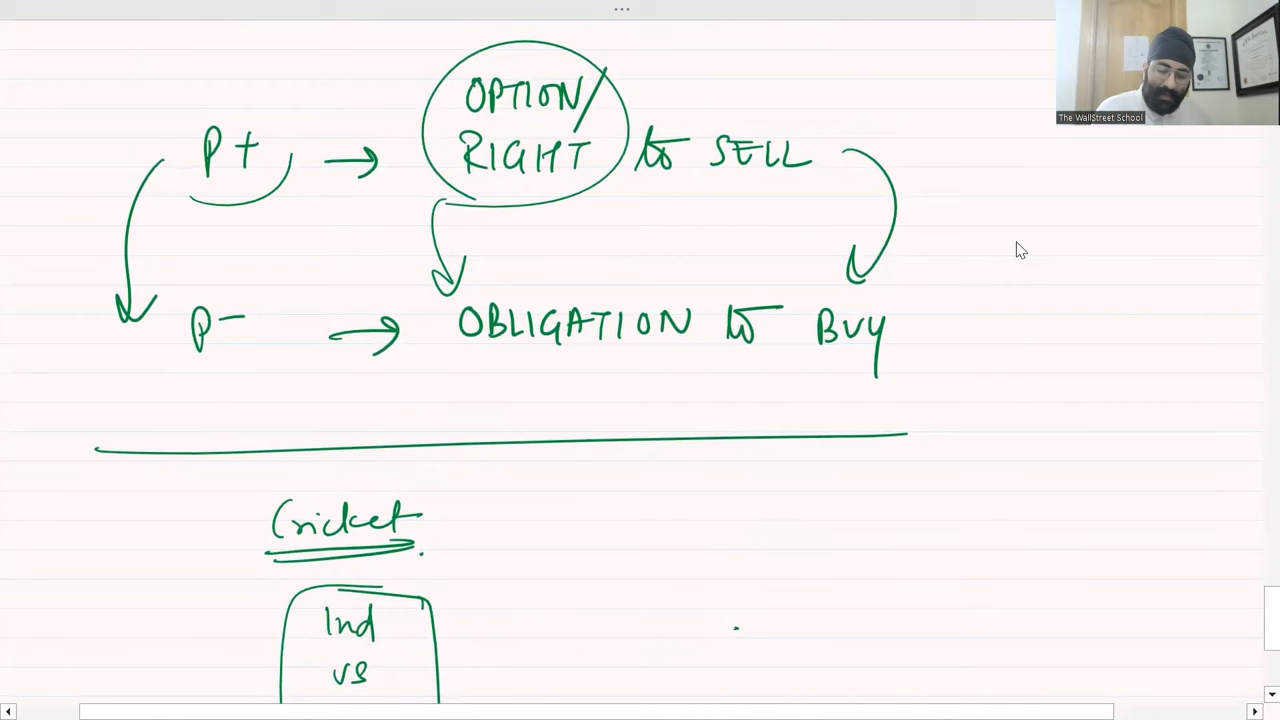 The WallStreet School
P+ → OPTION/
RIGHT to SELL
P- → OBLIGATION to BUY
Cricket
Ind
vs